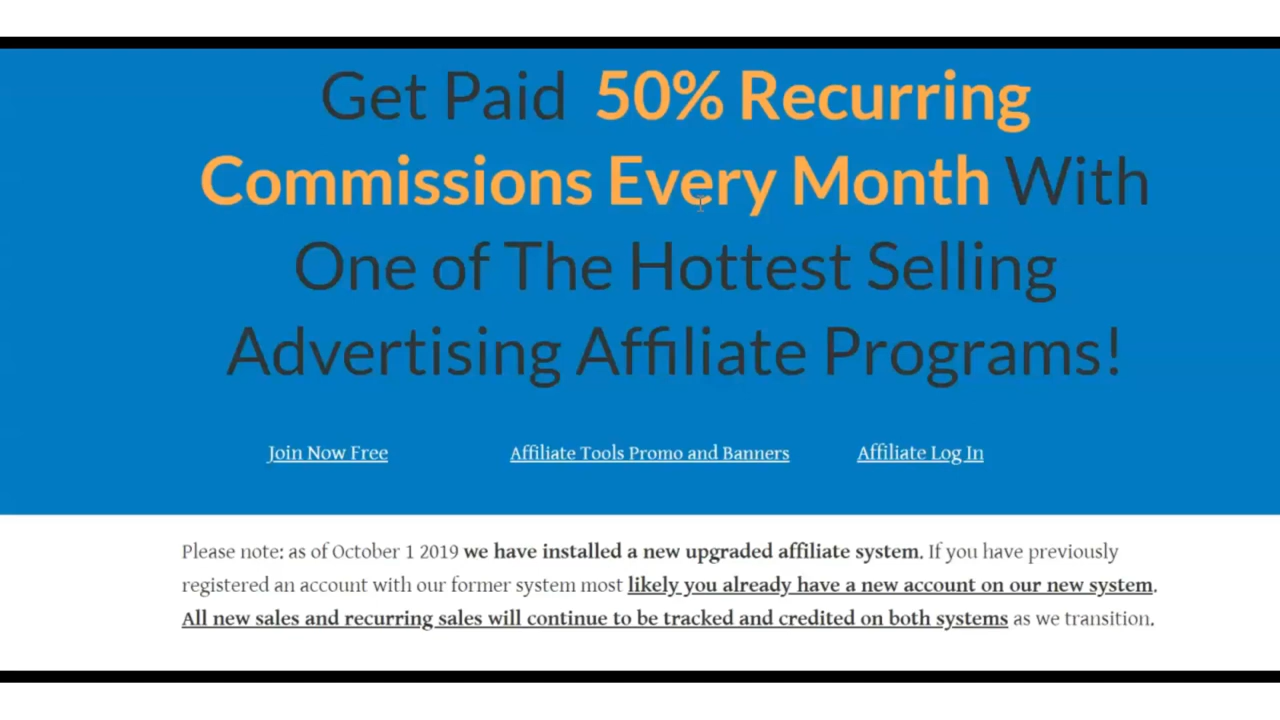 Get Paid 50% Recurring
Commissions Every Month With
One of The Hottest Selling
Advertising Affiliate Programs!
Join Now Free Affiliate Tools Promo and Banners Affiliate Log In
Please note: as of October 1 2019 we have installed a new upgraded affiliate system. If you have previously
registered an account with our former system most likely you already have a new account on our new system.
All new sales and recurring sales will continue to be tracked and credited on both systems as we transition.